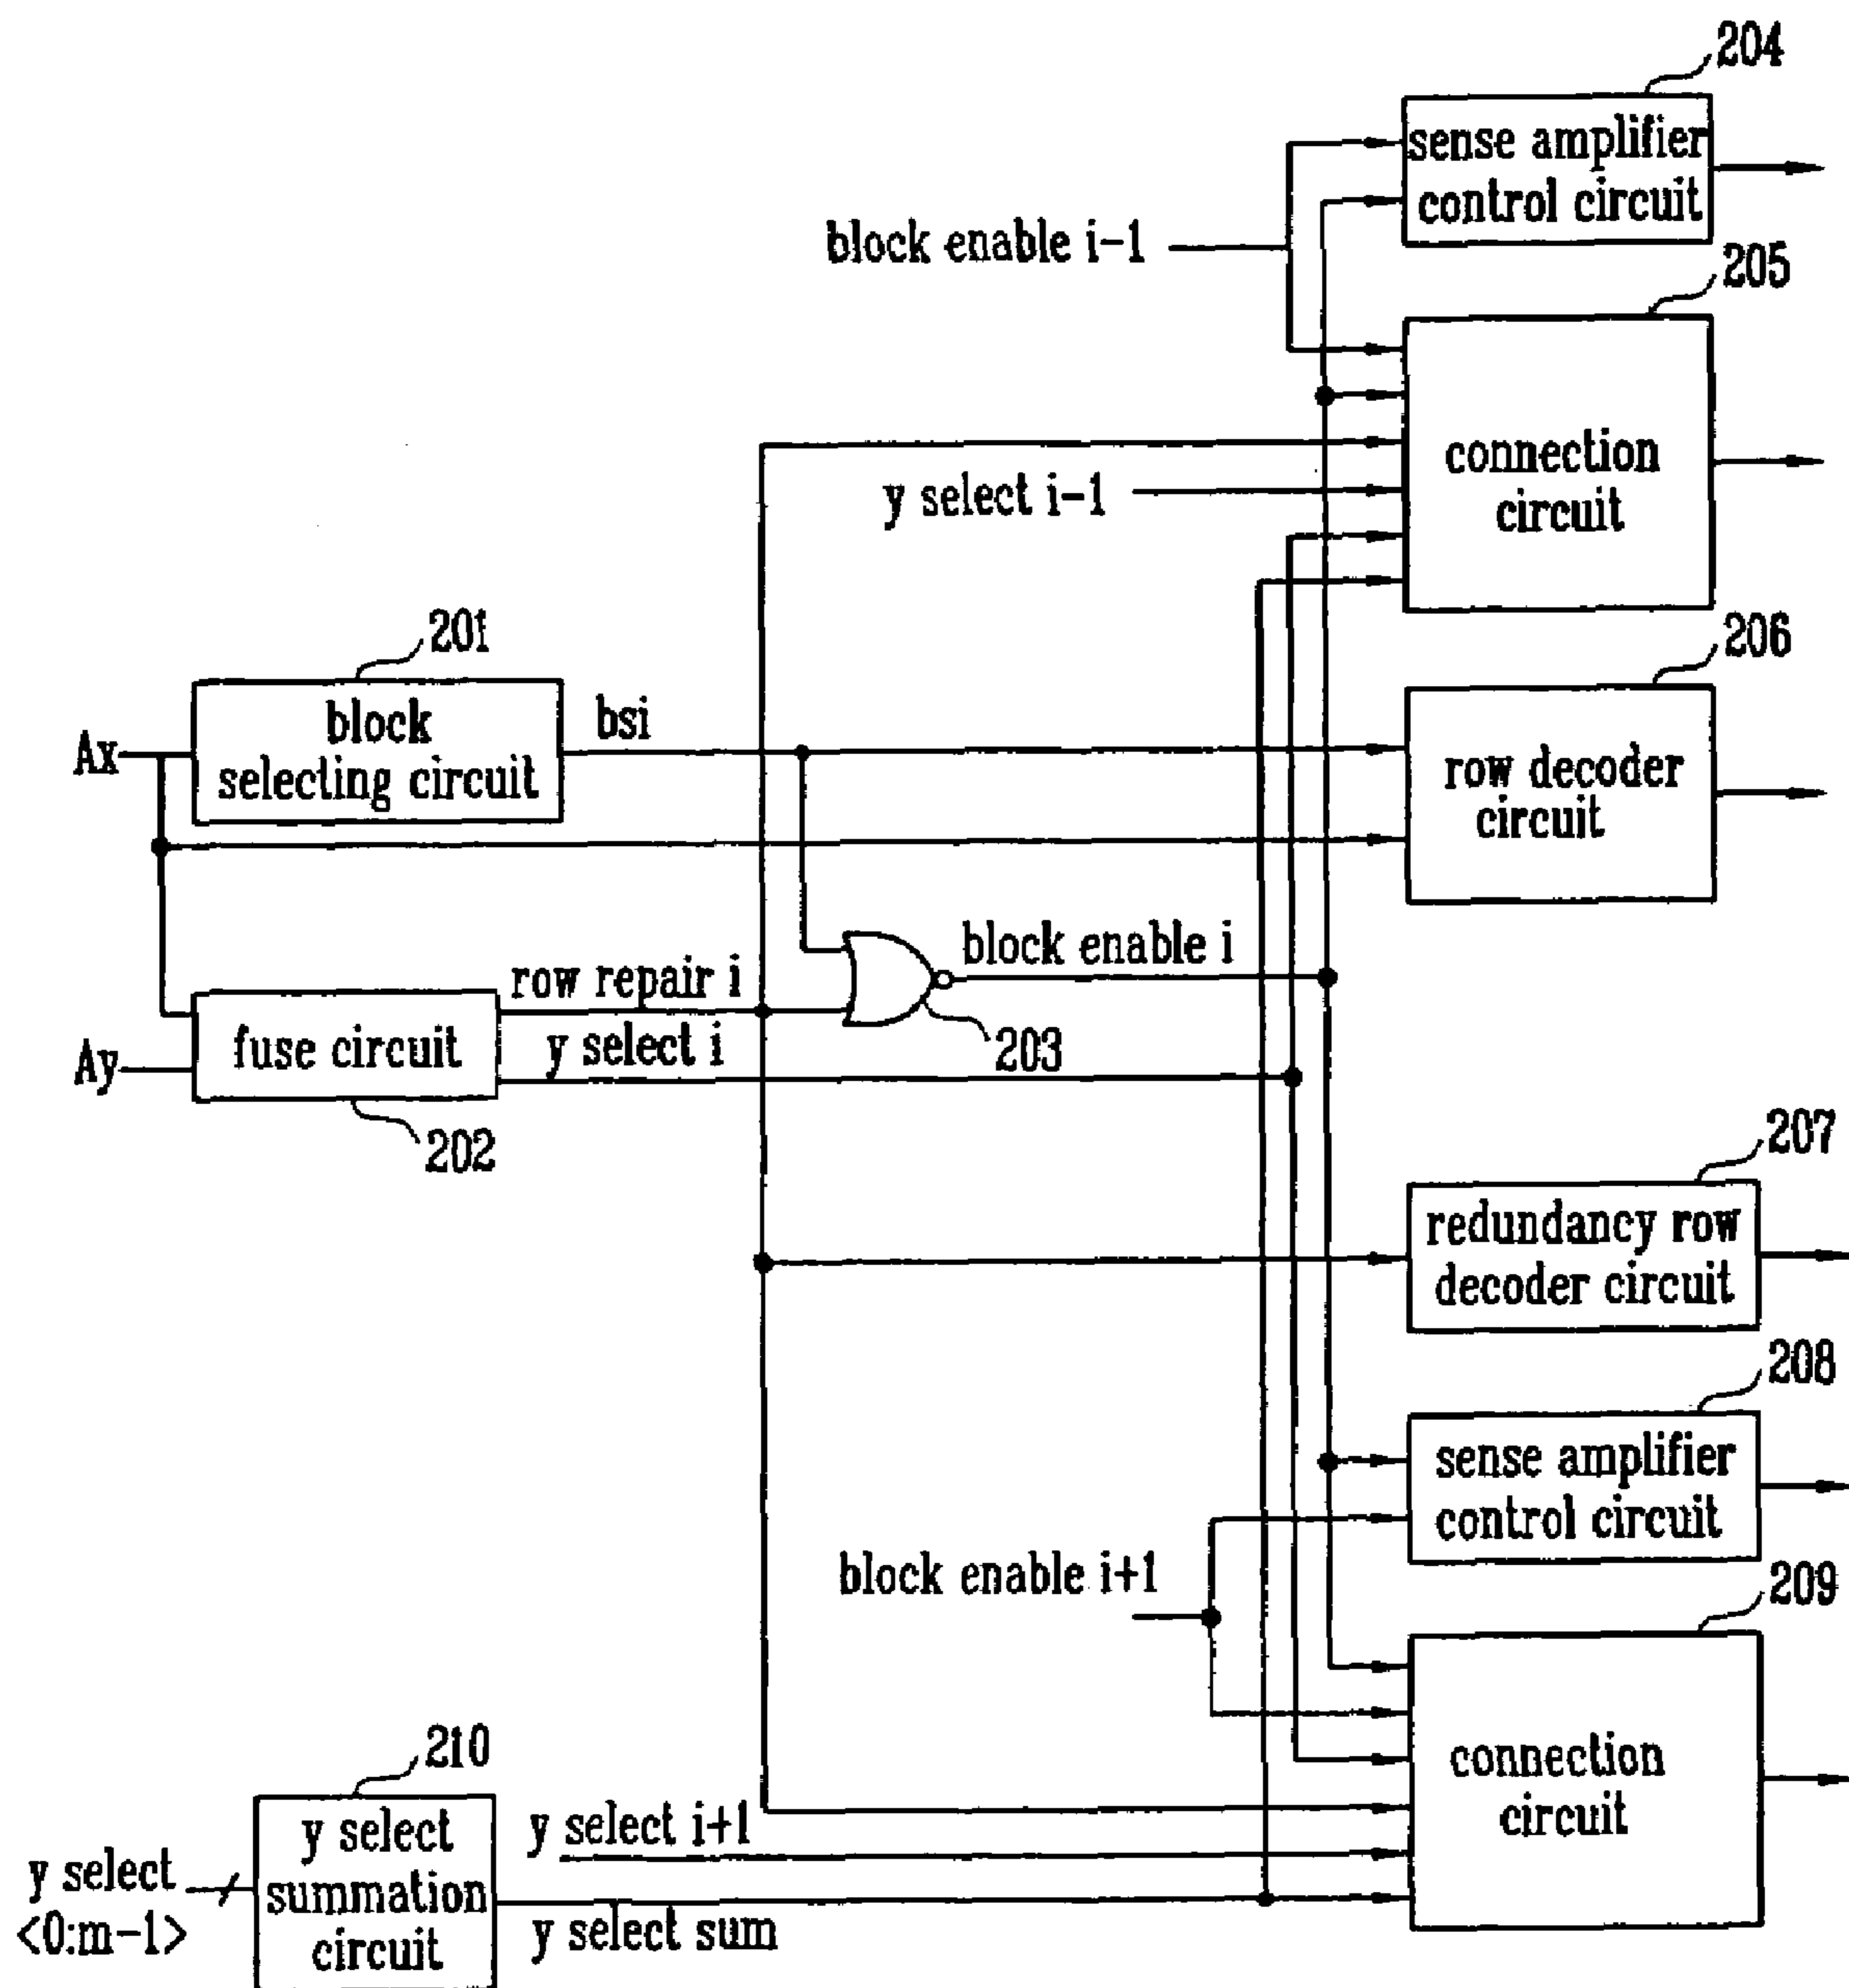 204
sense amplifier
control circuit
block enable i-1
205
connection
circuit
y select i-1
201
block
selecting circuit
Ax
bsi
206
row decoder
circuit
block enable i
row repair i
203
fuse circuit
y select i
Ay
202
207
redundancy row
decoder circuit
208
sense amplifier
control circuit
block enable i+1
209
connection
circuit
210
y select
summation
circuit
y select i+1
y select
<0:m-1>
y select sum